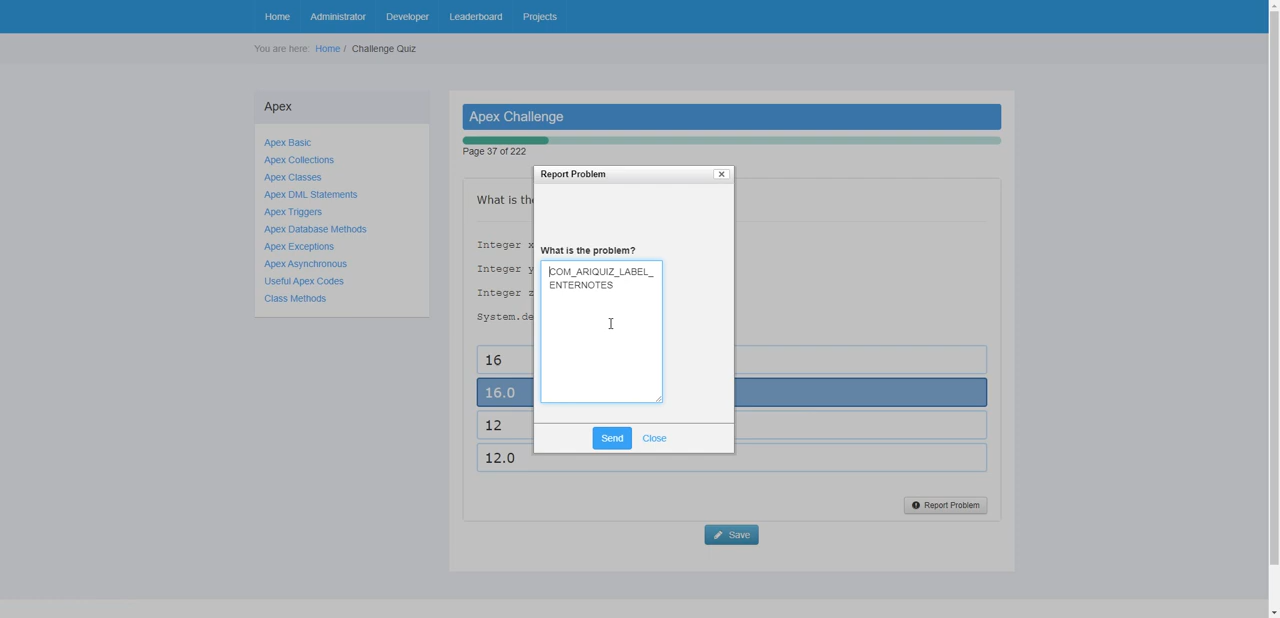 Home Administrator Developer Leaderboard Projects
You are here: Home / Challenge Quiz
Apex
Apex Basic
Apex Collections
Apex Classes
Apex DML Statements
Apex Triggers
Apex Database Methods
Apex Exceptions
Apex Asynchronous
Useful Apex Codes
Class Methods
Apex Challenge
Page 37 of 222
What is the
Integer x
Integer y
Integer z
System.de
16
16.0
12
12.0
Report Problem
Save
Report Problem
What is the problem?
COM_ARIQUIZ_LABEL_
ENTERNOTES
Send Close